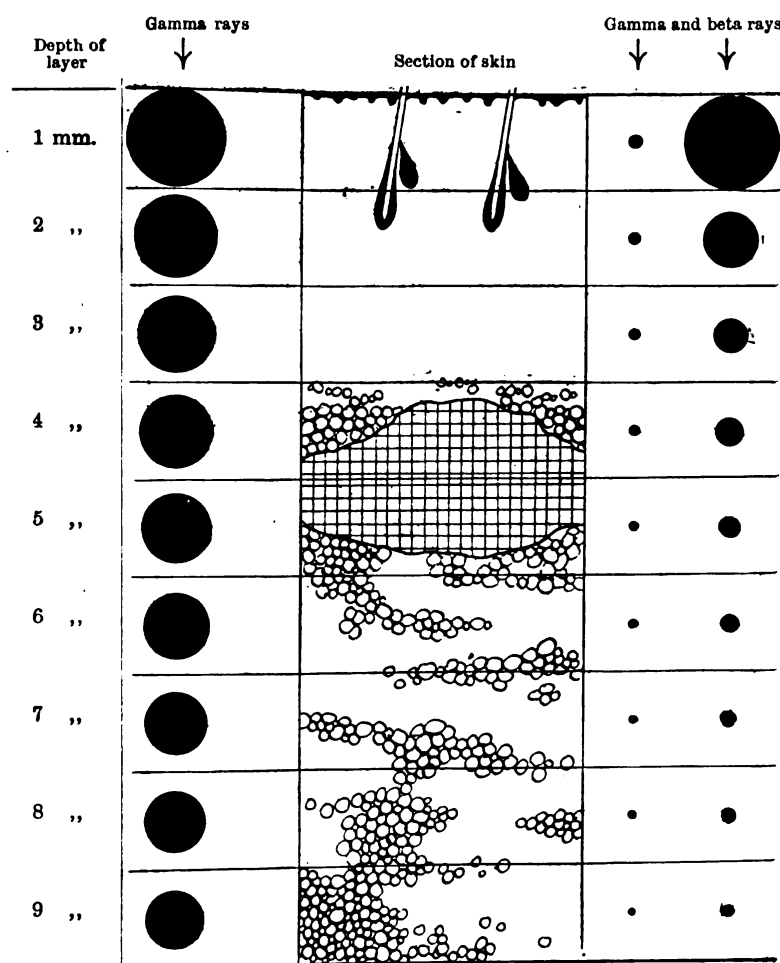 Gamma rays
Gamma and beta rays
Depth of
layer
Section of skin
1 mm.
2 ,,
3 ,,
4 ,,
5 ,,
6 ,,
7 ,,
8 ,,
9 ,,